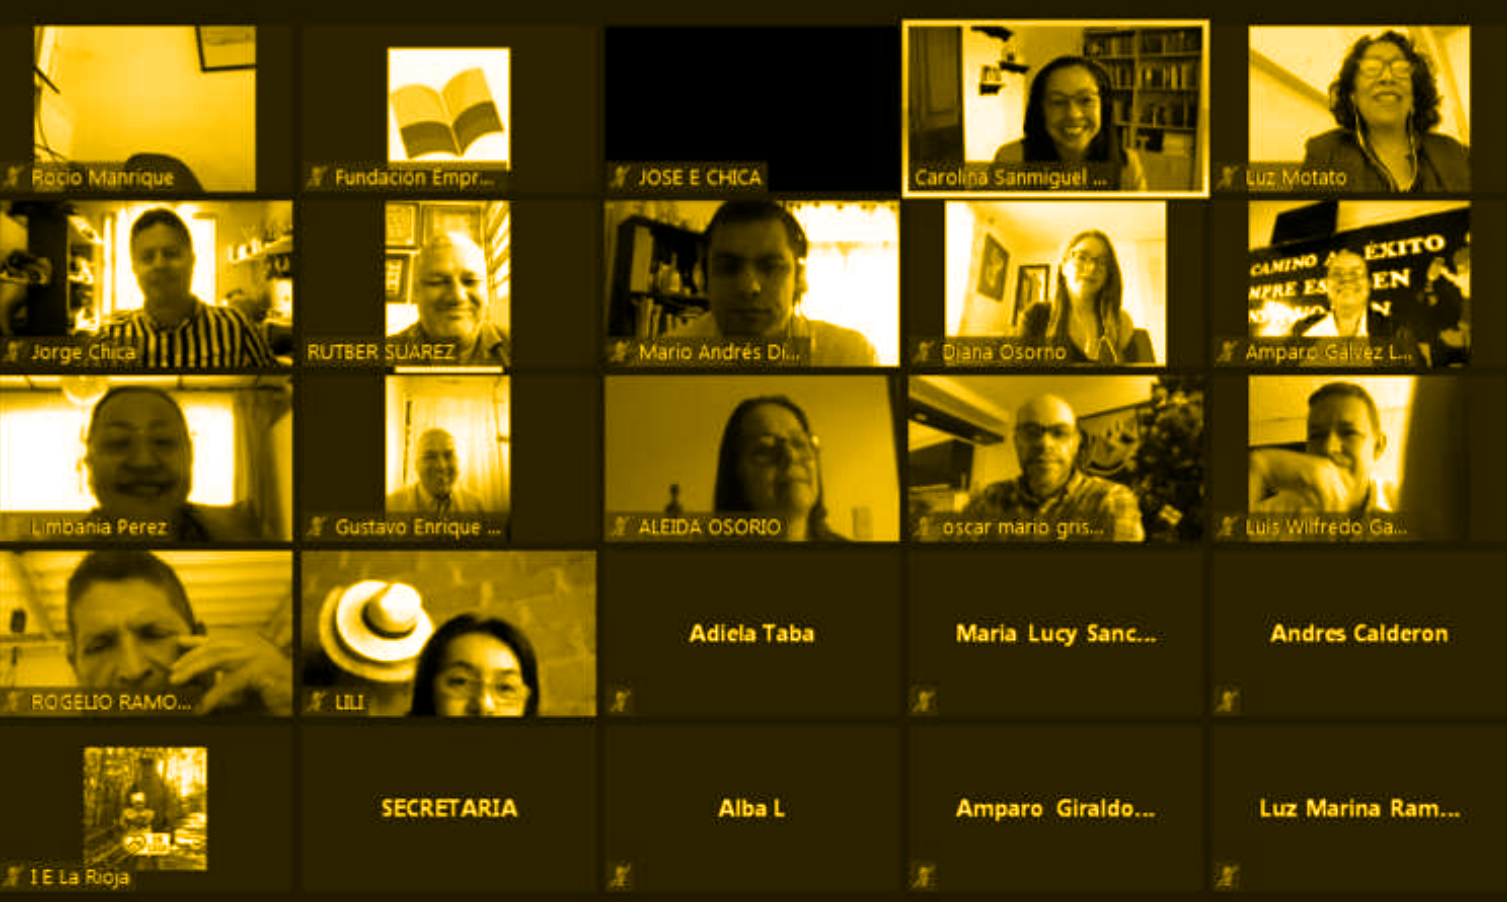 Rocio Manrique
Fundación Empr...
JOSE E CHICA
Carolina Sanmiguel ...
Luz Motato
Jorge Chica
RUTBER SUAREZ
Mario Andrés Di...
Diana Osorno
CAMINO AL ÉXITO
EN
Amparo Galvez L...
Limbania Perez
Gustavo Enrique ...
ALEIDA OSORIO
oscar mario gris...
Luis Wilfredo Ga...
ROGELIO RAMO...
LILI
Adiela Taba
Maria Lucy Sanc...
Andres Calderon
I E La Rioja
SECRETARIA
Alba L
Amparo Giraldo...
Luz Marina Ram...